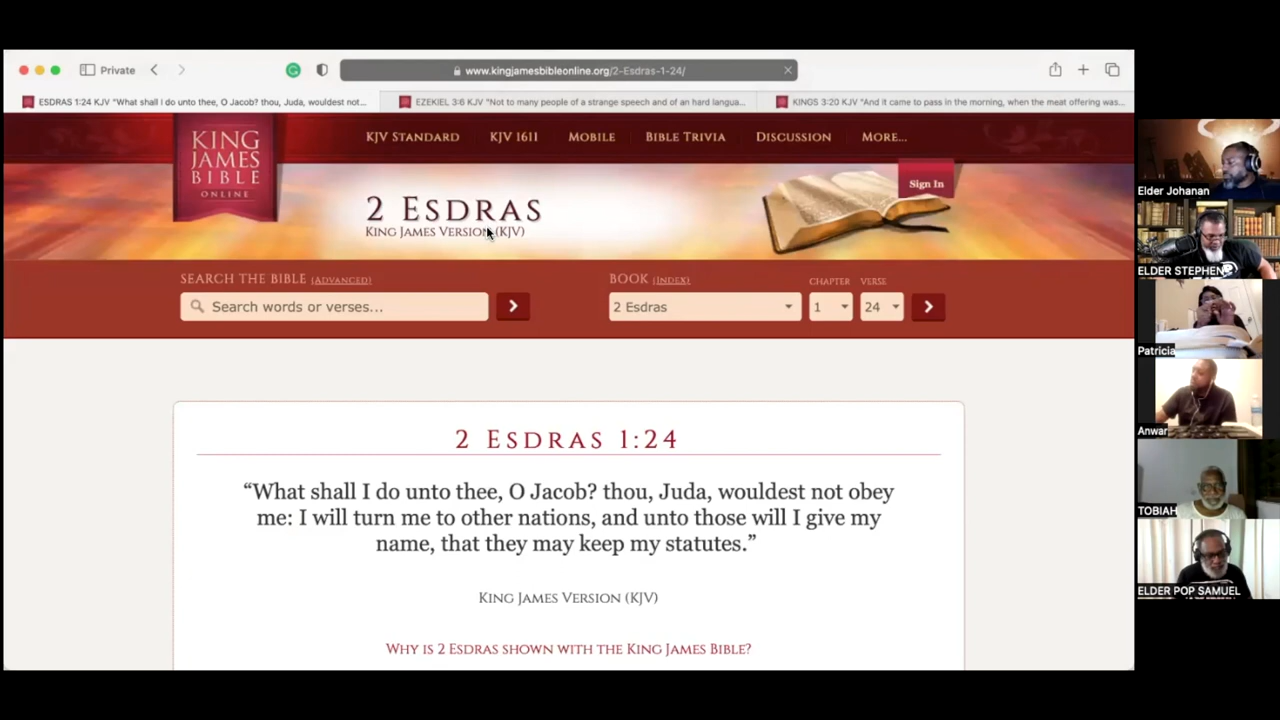 Private
www.kingjamesbibleonline.org/2-Esdras-1-24/
ESDRAS 1:24 KJV "What shall I do unto thee, O Jacob? thou, Juda, wouldest not...
EZEKIEL 3:6 KJV "Not to many people of a strange speech and of an hard langua...
KINGS 3:20 KJV "And it came to pass in the morning, when the meat offering was...
KING
JAMES
BIBLE
ONLINE
KJV STANDARD
KJV 1611
MOBILE
BIBLE TRIVIA
DISCUSSION
MORE...
Sign In
2 ESDRAS
KING JAMES VERSION (KJV)
SEARCH THE BIBLE (ADVANCED)
BOOK (INDEX)
CHAPTER
VERSE
Search words or verses...
2 Esdras
1
24
2 ESDRAS 1:24
“What shall I do unto thee, O Jacob? thou, Juda, wouldest not obey
me: I will turn me to other nations, and unto those will I give my
name, that they may keep my statutes.”
KING JAMES VERSION (KJV)
WHY IS 2 ESDRAS SHOWN WITH THE KING JAMES BIBLE?
Elder Johanan
ELDER STEPHEN
Patricia
Anwar
TOBIAH
ELDER POP SAMUEL